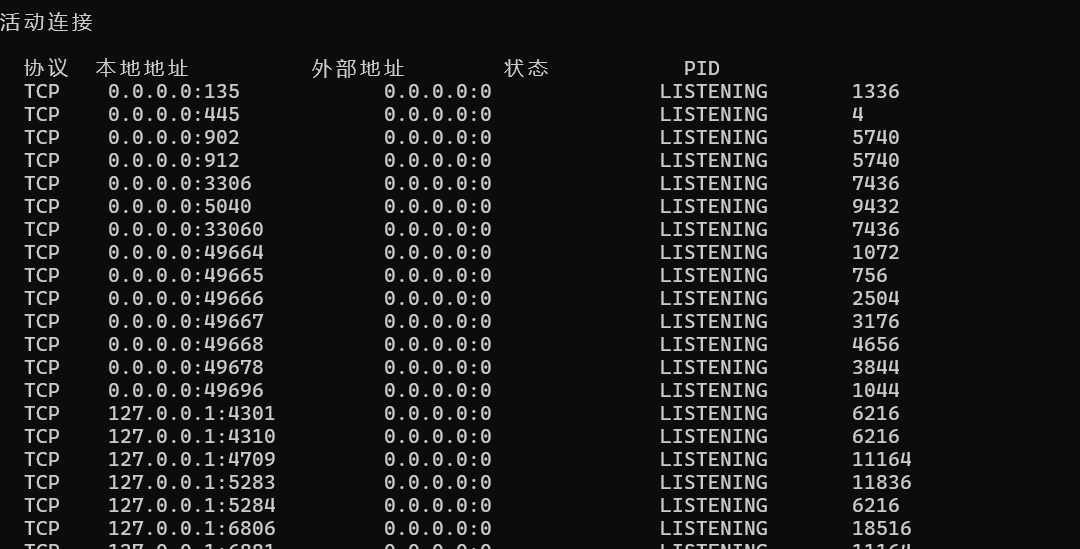 活动连接
协议 本地地址 外部地址 状态 PID
TCP 0.0.0.0:135 0.0.0.0:0 LISTENING 1336
TCP 0.0.0.0:445 0.0.0.0:0 LISTENING 4
TCP 0.0.0.0:902 0.0.0.0:0 LISTENING 5740
TCP 0.0.0.0:912 0.0.0.0:0 LISTENING 5740
TCP 0.0.0.0:3306 0.0.0.0:0 LISTENING 7436
TCP 0.0.0.0:5040 0.0.0.0:0 LISTENING 9432
TCP 0.0.0.0:33060 0.0.0.0:0 LISTENING 7436
TCP 0.0.0.0:49664 0.0.0.0:0 LISTENING 1072
TCP 0.0.0.0:49665 0.0.0.0:0 LISTENING 756
TCP 0.0.0.0:49666 0.0.0.0:0 LISTENING 2504
TCP 0.0.0.0:49667 0.0.0.0:0 LISTENING 3176
TCP 0.0.0.0:49668 0.0.0.0:0 LISTENING 4656
TCP 0.0.0.0:49678 0.0.0.0:0 LISTENING 3844
TCP 0.0.0.0:49696 0.0.0.0:0 LISTENING 1044
TCP 127.0.0.1:4301 0.0.0.0:0 LISTENING 6216
TCP 127.0.0.1:4310 0.0.0.0:0 LISTENING 6216
TCP 127.0.0.1:4709 0.0.0.0:0 LISTENING 11164
TCP 127.0.0.1:5283 0.0.0.0:0 LISTENING 11836
TCP 127.0.0.1:5284 0.0.0.0:0 LISTENING 6216
TCP 127.0.0.1:6806 0.0.0.0:0 LISTENING 18516
TCP 0.0.0.0:0 LISTENING